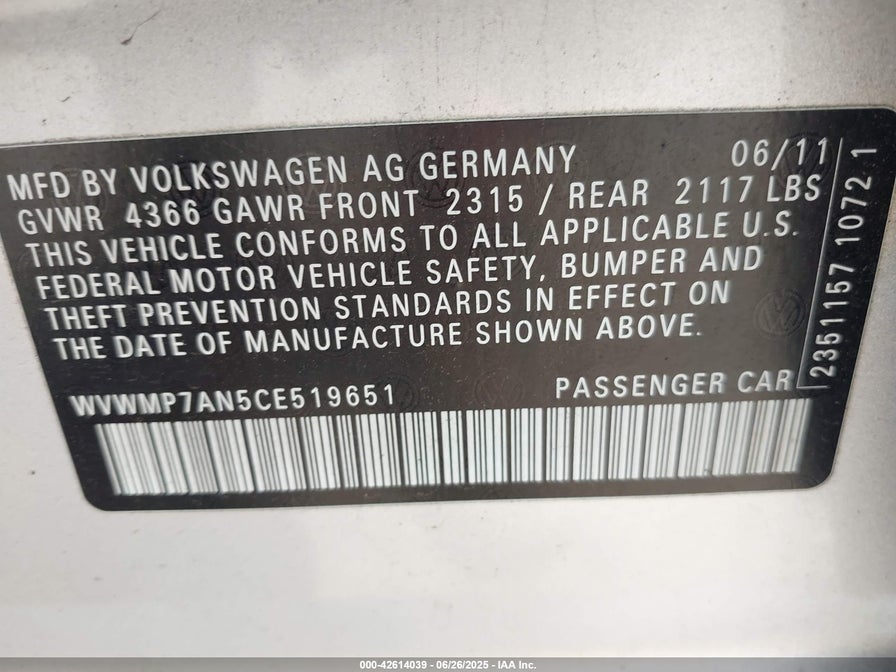 MFD BY VOLKSWAGEN AG GERMANY 06/11
GVWR 4366 GAWR FRONT 2315 / REAR 2117 LBS
THIS VEHICLE CONFORMS TO ALL APPLICABLE U.S.
FEDERAL MOTOR VEHICLE SAFETY, BUMPER AND
THEFT PREVENTION STANDARDS IN EFFECT ON
THE DATE OF MANUFACTURE SHOWN ABOVE.
WVWMP7AN5CE519651 PASSENGER CAR
2351157 1072 1
000-42614039 - 06/26/2025 - IAA Inc.